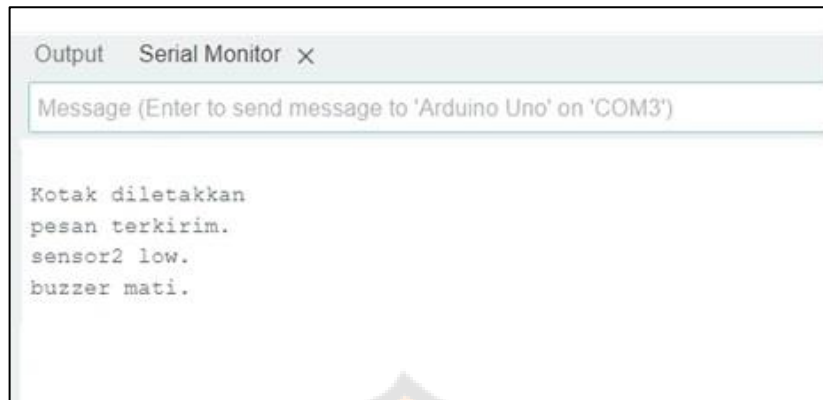 Output Serial Monitor ×
Message (Enter to send message to 'Arduino Uno' on 'COM3')
Kotak diletakkan
pesan terkirim.
sensor2 low.
buzzer mati.